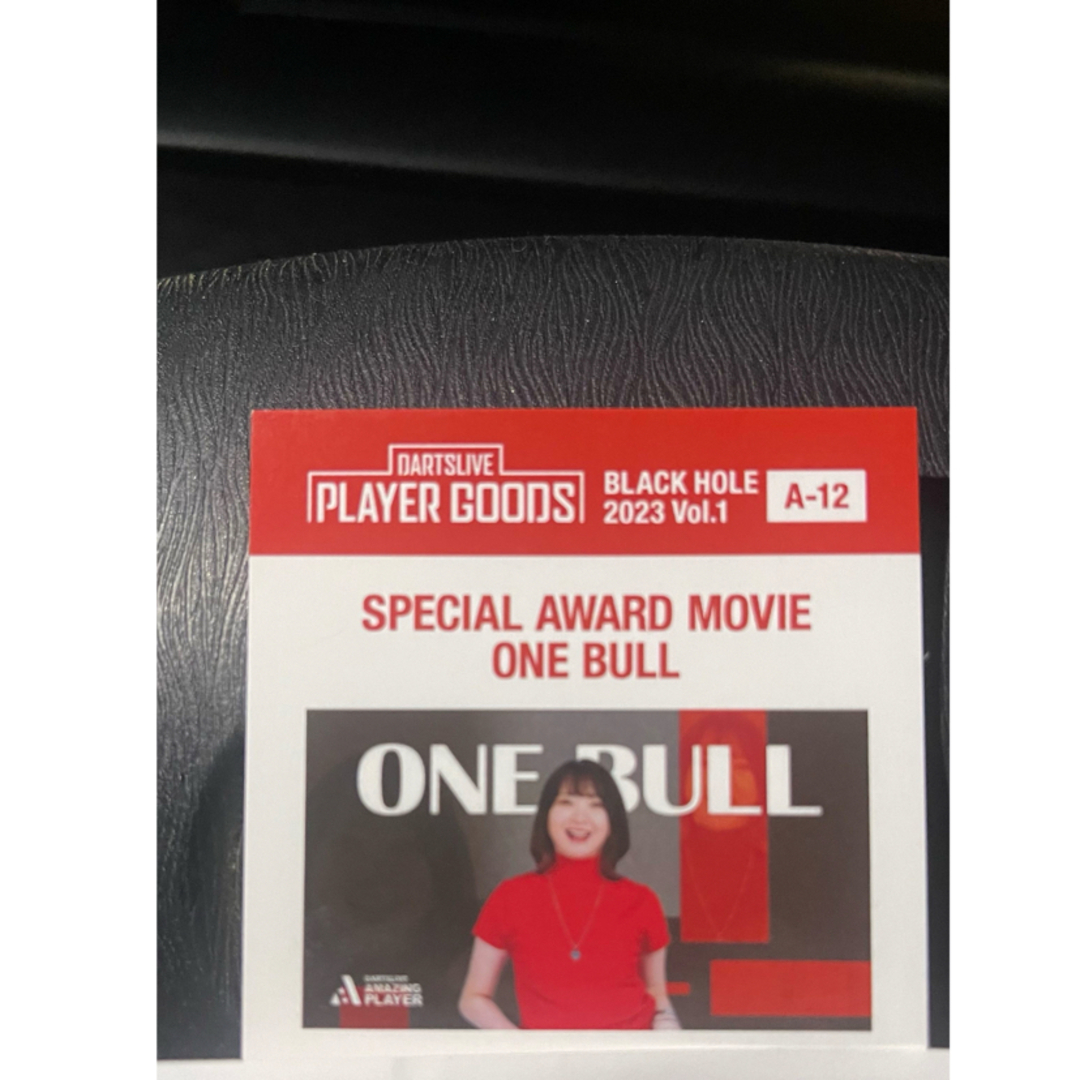 DARTSLIVE
PLAYER GOODS
BLACK HOLE
2023 Vol.1
A-12
SPECIAL AWARD MOVIE
ONE BULL
ONE BULL
DARTSLIVE
AMAZING
PLAYER